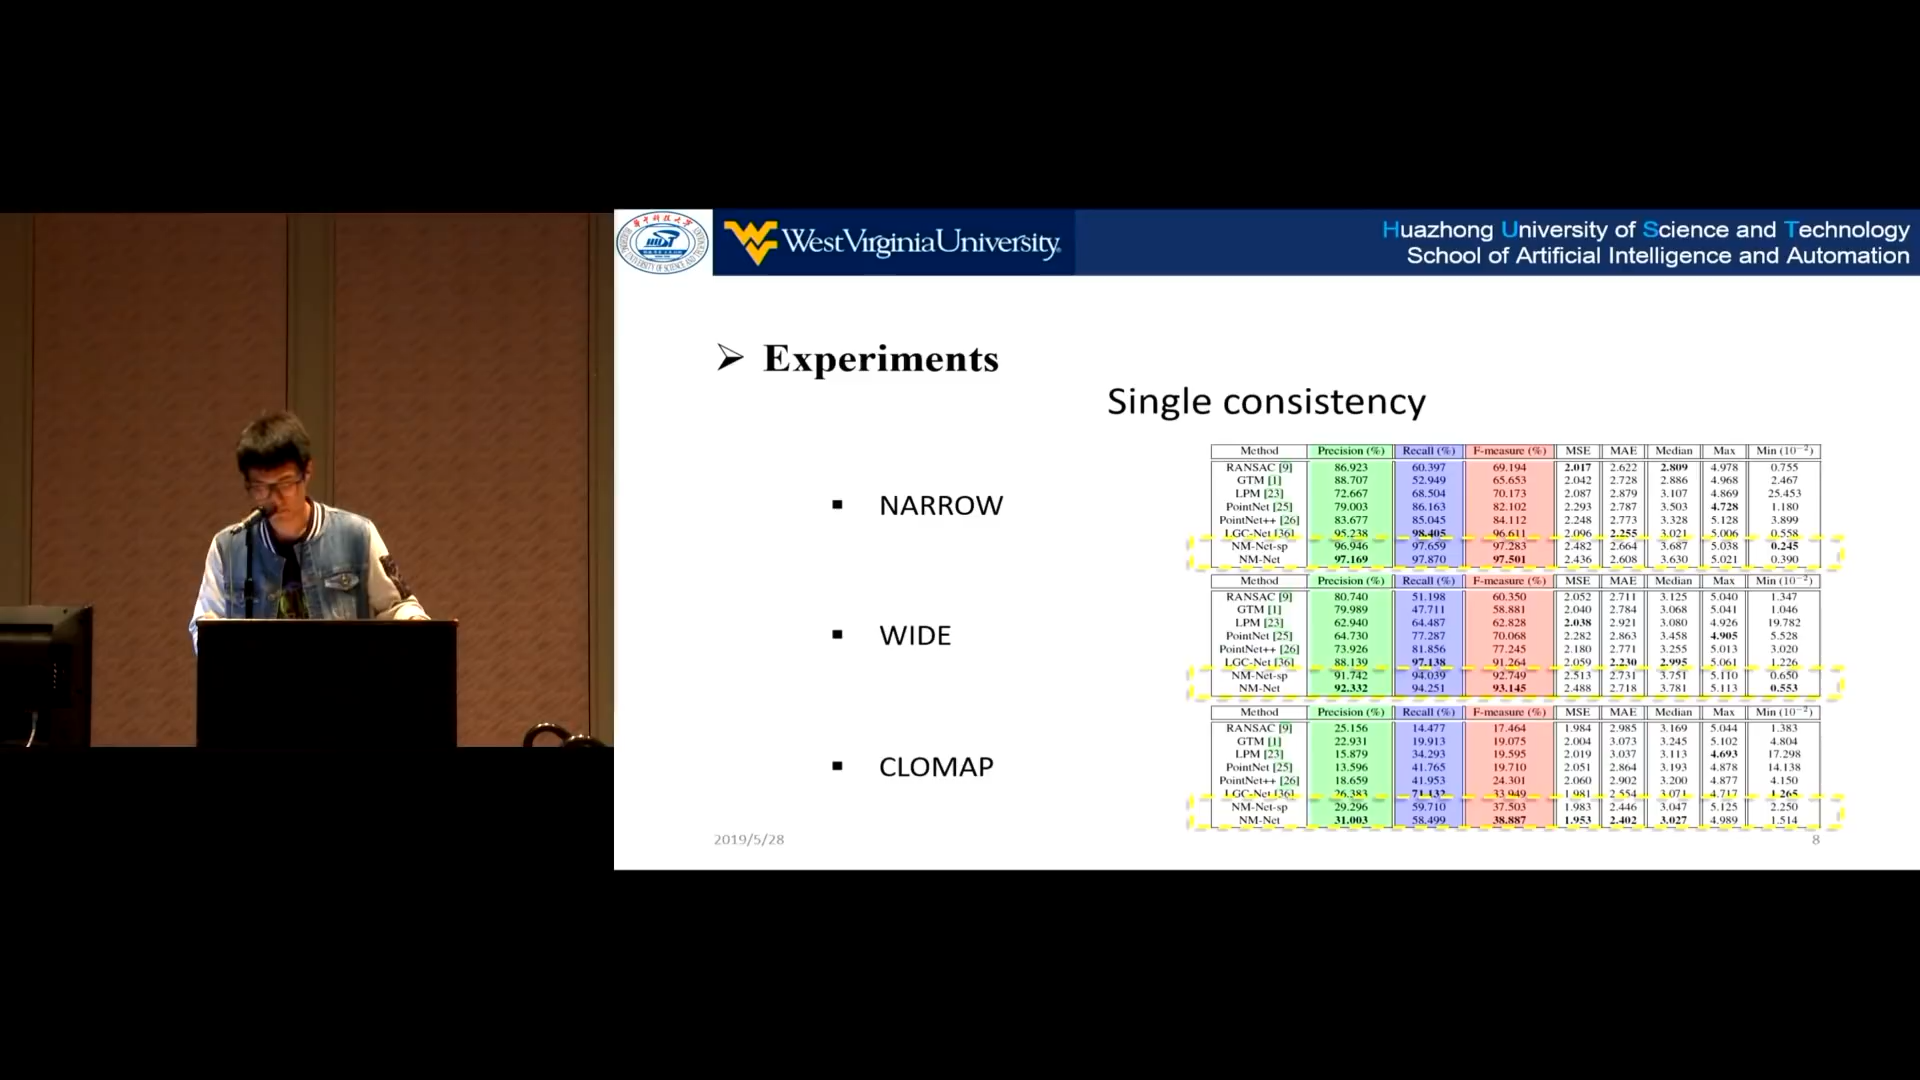 West Virginia University
Huazhong University of Science and Technology
School of Artificial Intelligence and Automation
➢ Experiments
Single consistency
▪ NARROW
Method Precision (%) Recall (%) F-measure (%) MSE MAE Median Max Min (10⁻²)
RANSAC [9] 86.923 60.397 69.194 2.017 2.622 2.809 4.978 0.755
GTM [1] 88.707 52.949 65.653 2.042 2.728 2.886 4.968 2.467
LPM [23] 72.667 68.504 70.173 2.087 2.879 3.107 4.869 25.453
PointNet [25] 79.003 86.163 82.102 2.293 2.787 3.503 4.728 1.180
PointNet++ [26] 83.677 85.045 84.112 2.248 2.773 3.328 5.128 3.899
LGC-Net [36] 95.238 98.405 96.611 2.096 2.255 3.021 5.006 0.558
NM-Net-sp 96.946 97.659 97.283 2.482 2.664 3.687 5.038 0.245
NM-Net 97.169 97.870 97.501 2.436 2.608 3.630 5.021 0.390
▪ WIDE
Method Precision (%) Recall (%) F-measure (%) MSE MAE Median Max Min (10⁻²)
RANSAC [9] 80.740 51.198 60.350 2.052 2.711 3.125 5.040 1.347
GTM [1] 79.989 47.711 58.881 2.040 2.784 3.068 5.041 1.046
LPM [23] 62.940 64.487 62.828 2.038 2.921 3.080 4.926 19.782
PointNet [25] 64.730 77.287 70.068 2.282 2.863 3.458 4.905 5.528
PointNet++ [26] 73.926 81.856 77.245 2.180 2.771 3.255 5.013 3.020
LGC-Net [36] 88.139 97.138 91.264 2.059 2.230 2.995 5.061 1.226
NM-Net-sp 91.742 94.039 92.749 2.513 2.731 3.751 5.110 0.650
NM-Net 92.332 94.251 93.145 2.488 2.718 3.781 5.113 0.553
▪ CLOMAP
Method Precision (%) Recall (%) F-measure (%) MSE MAE Median Max Min (10⁻²)
RANSAC [9] 25.156 14.477 17.464 1.984 2.985 3.169 5.044 1.383
GTM [1] 22.931 19.913 19.075 2.004 3.073 3.245 5.102 4.804
LPM [23] 15.879 34.293 19.595 2.019 3.037 3.113 4.693 17.298
PointNet [25] 13.596 41.765 19.710 2.051 2.864 3.193 4.878 14.138
PointNet++ [26] 18.659 41.953 24.301 2.060 2.902 3.200 4.877 4.150
LGC-Net [36] 26.383 71.132 33.949 1.981 2.554 3.071 4.717 1.265
NM-Net-sp 29.296 59.710 37.503 1.983 2.446 3.047 5.125 2.250
NM-Net 31.003 58.499 38.887 1.953 2.402 3.027 4.989 1.514
2019/5/28
8